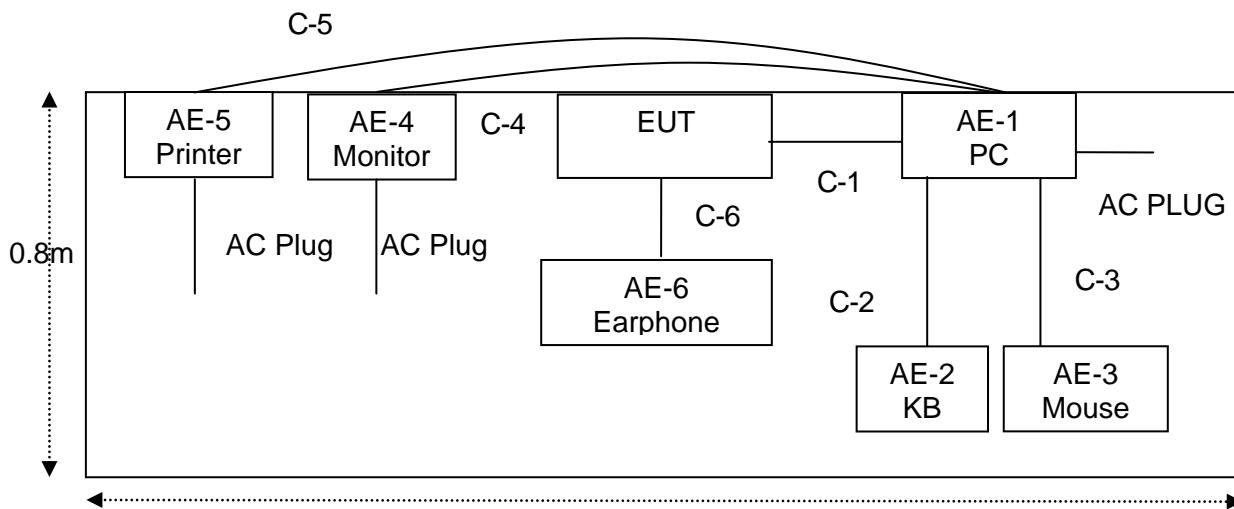 C-5
AE-5
Printer
AE-4
Monitor
C-4
EUT
AE-1
PC
C-1
AC PLUG
C-6
AC Plug
AC Plug
0.8m
AE-6
Earphone
C-2
C-3
AE-2
KB
AE-3
Mouse